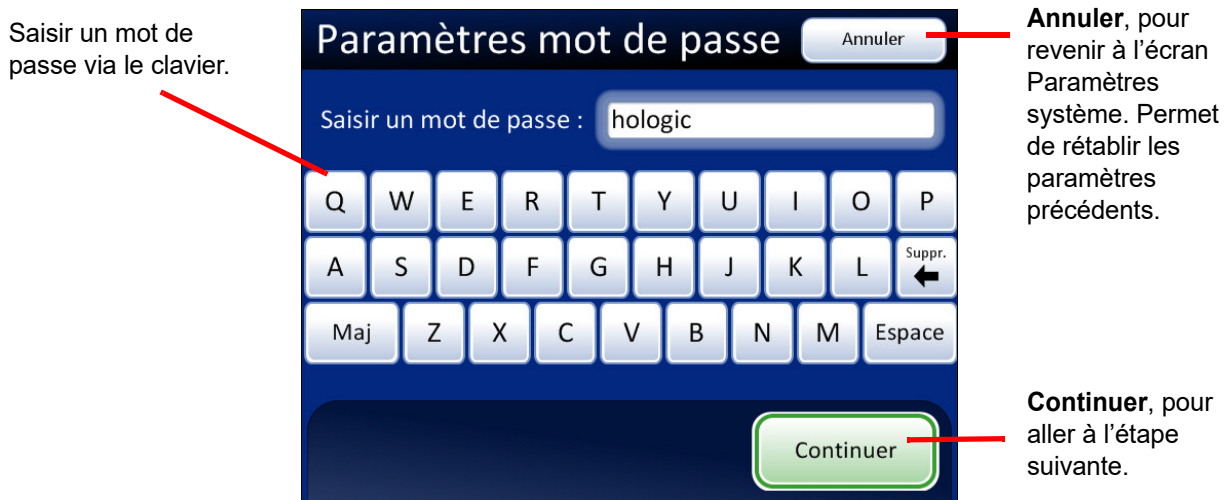 Saisir un mot de
passe via le clavier.
Paramètres mot de passe
Annuler
Saisir un mot de passe :
hologic
Q W E R T Y U I O P
A S D F G H J K L Suppr.
Maj Z X C V B N M Espace
Continuer
Annuler, pour
revenir à l’écran
Paramètres
système. Permet
de rétablir les
paramètres
précédents.
Continuer, pour
aller à l’étape
suivante.